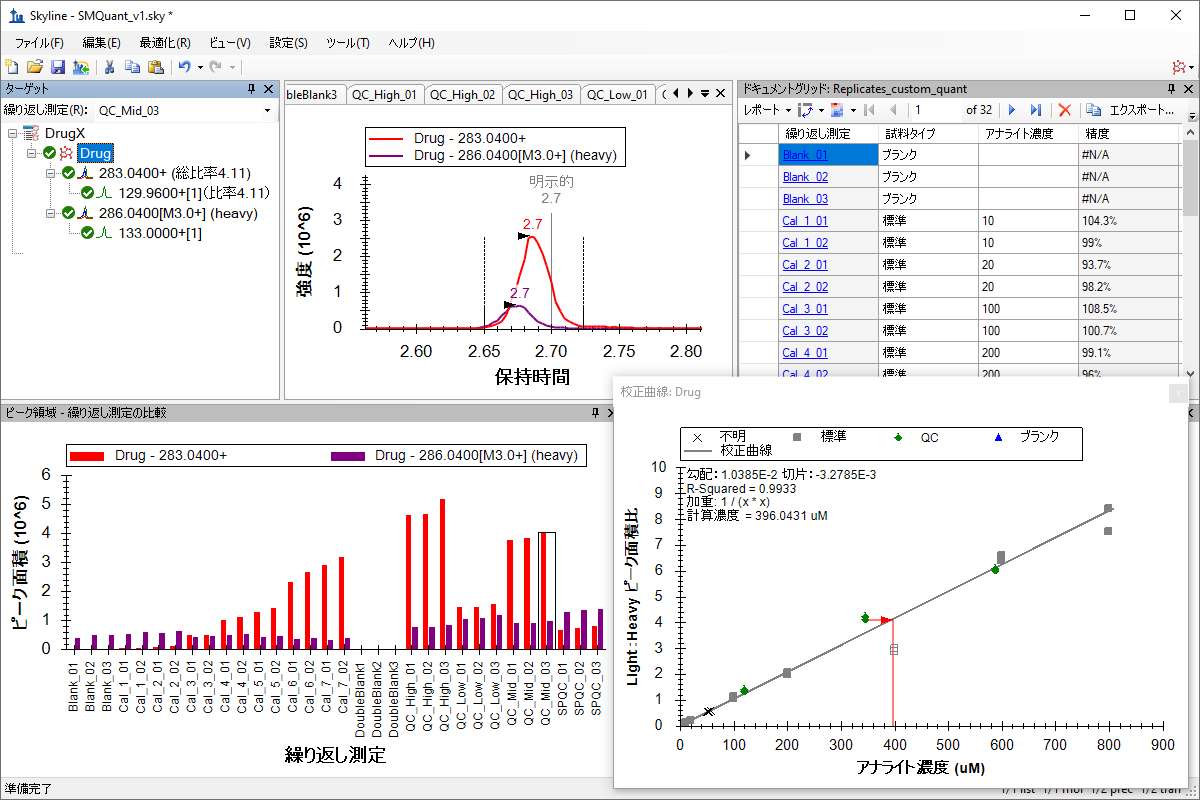 Skyline - SMQuant_v1.sky *
ファイル(F) 編集(E) 最適化(R) ビュー(V) 設定(S) ツール(T) ヘルプ(H)
ターゲット
繰り返し測定(R): QC_Mid_03
DrugX
Drug
283.0400+ (総比率4.11)
129.9600+[1](比率4.11)
286.0400[M3.0+] (heavy)
133.0000+[1]
bleBlank3 QC_High_01 QC_High_02 QC_High_03 QC_Low_01
Drug - 283.0400+
Drug - 286.0400[M3.0+] (heavy)
明示的
2.7
2.7
2.7
強度 (10^6)
4
3
2
1
0
2.60 2.65 2.70 2.75 2.80
保持時間
ドキュメントグリッド: Replicates_custom_quant
レポート 1 of 32 エクスポート...
繰り返し測定 試料タイプ アナライト濃度 精度
Blank_01 ブランク #N/A
Blank_02 ブランク #N/A
Blank_03 ブランク #N/A
Cal_1_01 標準 10 104.3%
Cal_1_02 標準 10 99%
Cal_2_01 標準 20 93.7%
Cal_2_02 標準 20 98.2%
Cal_3_01 標準 100 108.5%
Cal_3_02 標準 100 100.7%
Cal_4_01 標準 200 99.1%
Cal_4_02 標準 200 96%
ピーク領域 - 繰り返し測定の比較
Drug - 283.0400+ Drug - 286.0400[M3.0+] (heavy)
ピーク面積 (10^6)
6
5
4
3
2
1
0
Blank_01
Blank_02
Blank_03
Cal_1_01
Cal_1_02
Cal_2_01
Cal_2_02
Cal_3_01
Cal_3_02
Cal_4_01
Cal_4_02
Cal_5_01
Cal_5_02
Cal_6_01
Cal_6_02
Cal_7_01
Cal_7_02
DoubleBlank1
DoubleBlank2
DoubleBlank3
QC_High_01
QC_High_02
QC_High_03
QC_Low_01
QC_Low_02
QC_Low_03
QC_Mid_01
QC_Mid_02
QC_Mid_03
SPQC_01
SPQC_02
SPQC_03
繰り返し測定
校正曲線: Drug
不明 標準 QC ブランク
校正曲線
勾配: 1.0385E-2 切片: -3.2785E-3
R-Squared = 0.9933
加重: 1 / (x * x)
計算濃度 = 396.0431 uM
Light : Heavy ピーク面積比
10
9
8
7
6
5
4
3
2
1
0
0 100 200 300 400 500 600 700 800 900
アナライト濃度 (uM)
準備完了
1/1 list 1/1 mol 1/2 prec 1/2 tran